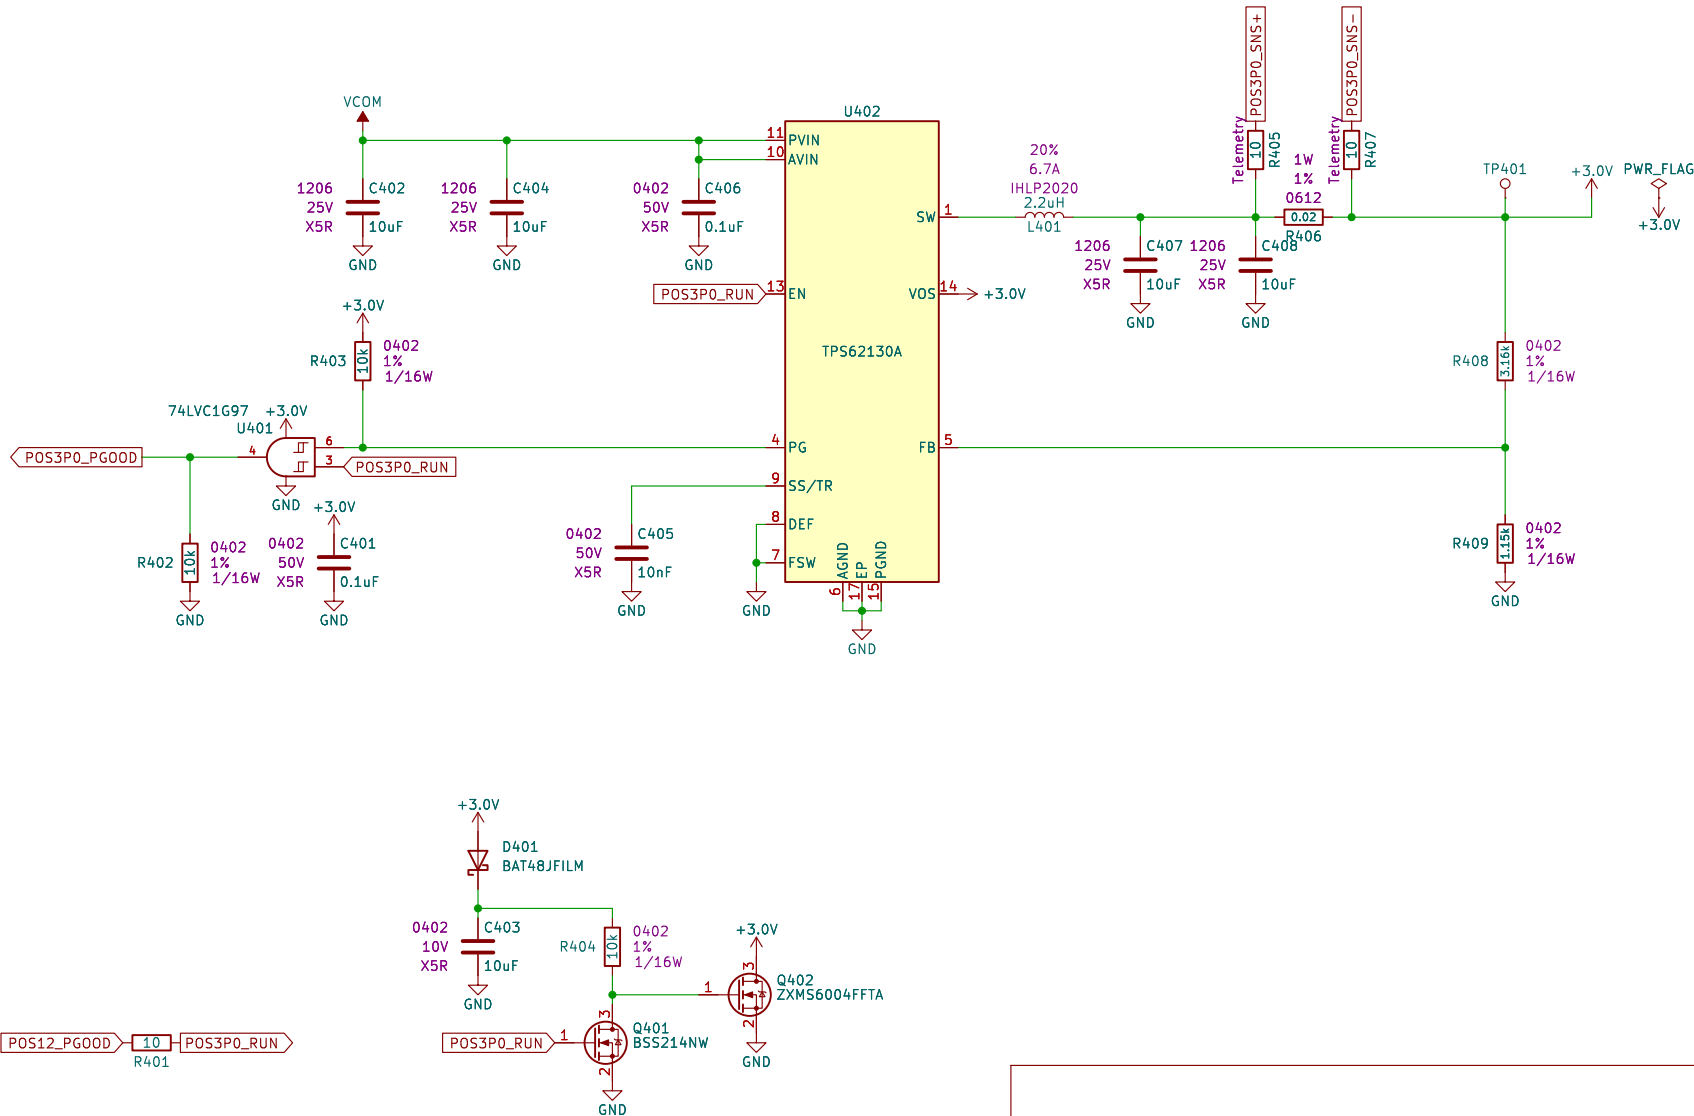 POS3P0_SNS+
POS3P0_SNS-
VCOM
U402
11
PVIN
10
AVIN
1206
25V
X5R
C402
10uF
GND
1206
25V
X5R
C404
10uF
GND
0402
50V
X5R
C406
0.1uF
GND
20%
6.7A
IHLP2020
2.2uH
L401
SW
1
Telemetry
10
R405
Telemetry
10
R407
1W
1%
0612
0.02
R406
TP401
+3.0V
PWR_FLAG
+3.0V
1206
25V
X5R
C407
10uF
GND
1206
25V
X5R
C408
10uF
GND
POS3P0_RUN
13
EN
VOS
14
+3.0V
TPS62130A
+3.0V
R403
10k
0402
1%
1/16W
R408
3.16k
0402
1%
1/16W
74LVC1G97
+3.0V
U401
4
6
3
POS3P0_PGOOD
POS3P0_RUN
GND
4
PG
FB
5
9
SS/TR
8
DEF
7
FSW
R402
10k
0402
1%
1/16W
GND
+3.0V
0402
50V
X5R
C401
0.1uF
GND
0402
50V
X5R
C405
10nF
GND
GND
AGND
EP
PGND
6
17
15
GND
R409
1.15k
0402
1%
1/16W
GND
+3.0V
D401
BAT48JFILM
0402
10V
X5R
C403
10uF
GND
R404
10k
0402
1%
1/16W
+3.0V
3
1
2
Q402
ZXMS6004FFTA
GND
POS12_PGOOD
10
R401
POS3P0_RUN
POS3P0_RUN
1
3
2
Q401
BSS214NW
GND